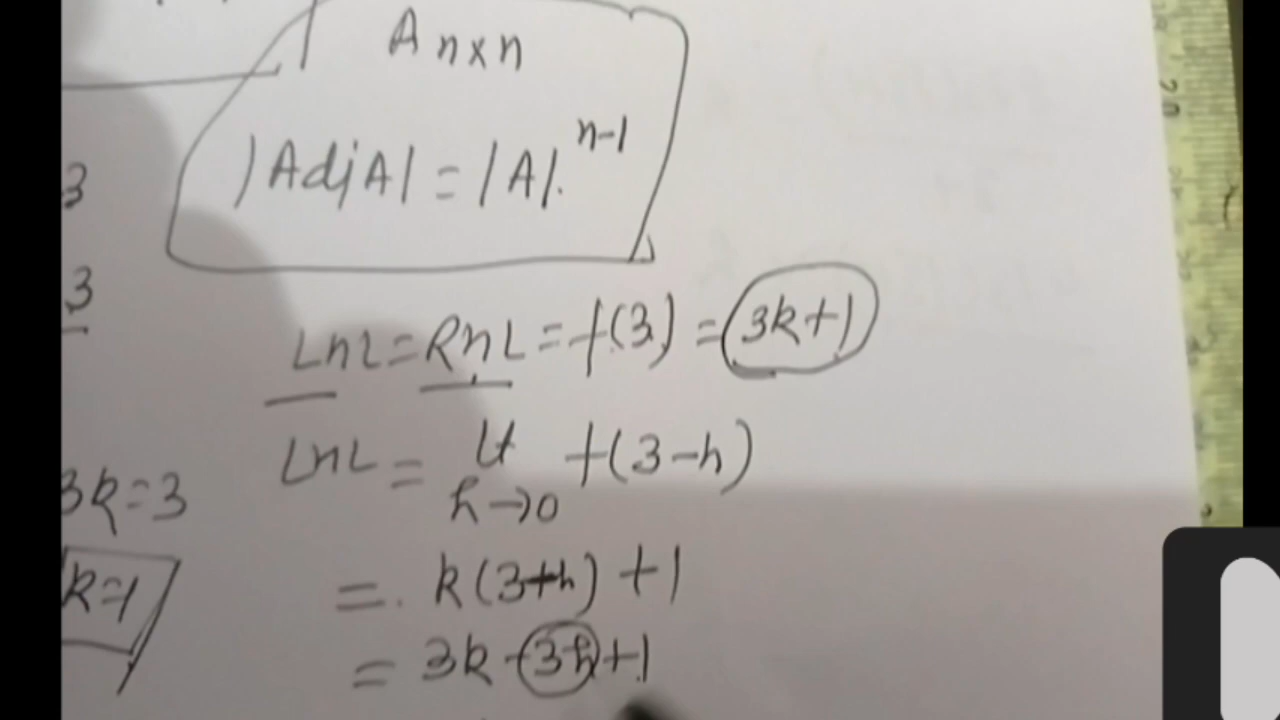 A n×n
|AdjA| = |A|.^n-1
3
3
LhL = RhL = f(3) = 3k+1
LhL = Lt f(3-h)
h→0
3k=3
k=1
=. k(3+h) +1
= 3k -3h+1
20